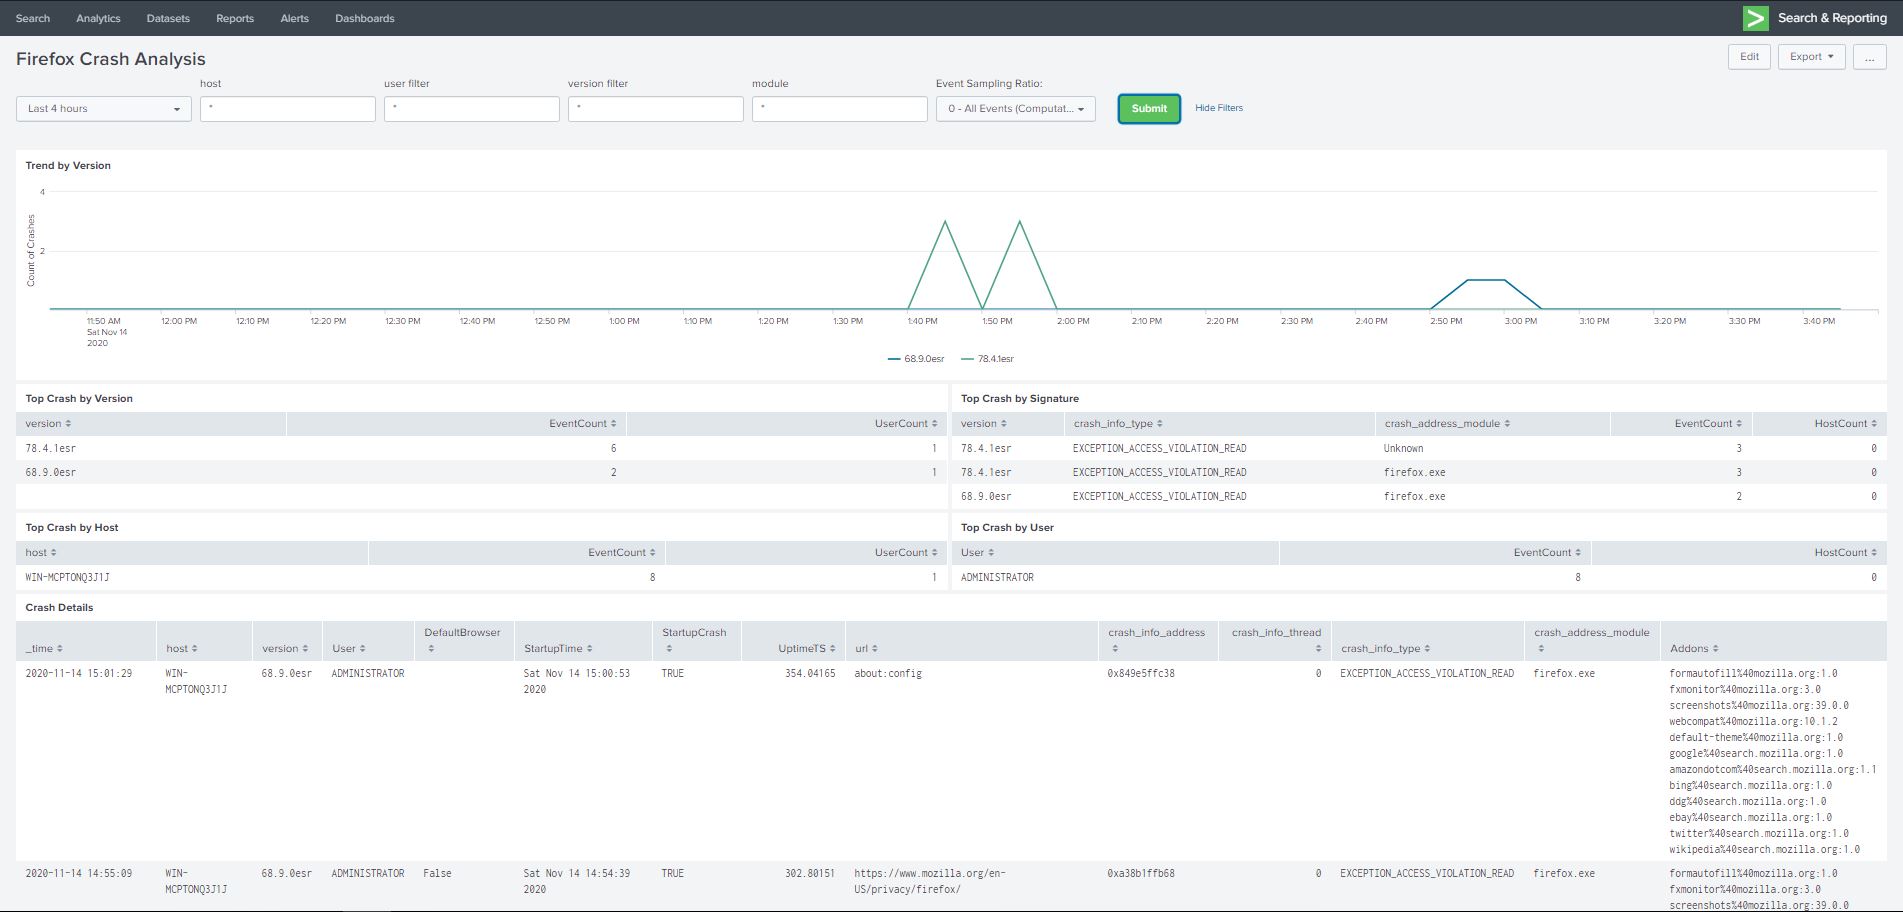 Search Analytics Datasets Reports Alerts Dashboards > Search & Reporting
Firefox Crash Analysis Edit Export ...
host user filter version filter module Event Sampling Ratio:
Last 4 hours * * * * 0 - All Events (Computat... Submit Hide Filters
Trend by Version
4
2
Count of Crashes
11:50 AM 12:00 PM 12:10 PM 12:20 PM 12:30 PM 12:40 PM 12:50 PM 1:00 PM 1:10 PM 1:20 PM 1:30 PM 1:40 PM 1:50 PM 2:00 PM 2:10 PM 2:20 PM 2:30 PM 2:40 PM 2:50 PM 3:00 PM 3:10 PM 3:20 PM 3:30 PM 3:40 PM
Sat Nov 14
2020
68.9.0esr 78.4.1esr
Top Crash by Version
version EventCount UserCount
78.4.1esr 6 1
68.9.0esr 2 1
Top Crash by Signature
version crash_info_type crash_address_module EventCount HostCount
78.4.1esr EXCEPTION_ACCESS_VIOLATION_READ Unknown 3 0
78.4.1esr EXCEPTION_ACCESS_VIOLATION_READ firefox.exe 3 0
68.9.0esr EXCEPTION_ACCESS_VIOLATION_READ firefox.exe 2 0
Top Crash by Host
host EventCount UserCount
WIN-MCPTONQ3J1J 8 1
Top Crash by User
User EventCount HostCount
ADMINISTRATOR 8 0
Crash Details
_time host version User DefaultBrowser StartupTime StartupCrash UptimeTS url crash_info_address crash_info_thread crash_info_type crash_address_module Addons
2020-11-14 15:01:29 WIN- 68.9.0esr ADMINISTRATOR Sat Nov 14 15:00:53 TRUE 354.04165 about:config 0x849e5ffc38 0 EXCEPTION_ACCESS_VIOLATION_READ firefox.exe formautofill%40mozilla.org:1.0
MCPTONQ3J1J 2020 fxmonitor%40mozilla.org:3.0
screenshots%40mozilla.org:39.0.0
webcompat%40mozilla.org:10.1.2
default-theme%40mozilla.org:1.0
google%40search.mozilla.org:1.0
amazondotcom%40search.mozilla.org:1.1
bing%40search.mozilla.org:1.0
ddg%40search.mozilla.org:1.0
ebay%40search.mozilla.org:1.0
twitter%40search.mozilla.org:1.0
wikipedia%40search.mozilla.org:1.0
2020-11-14 14:55:09 WIN- 68.9.0esr ADMINISTRATOR False Sat Nov 14 14:54:39 TRUE 302.80151 https://www.mozilla.org/en- 0xa38b1ffb68 0 EXCEPTION_ACCESS_VIOLATION_READ firefox.exe formautofill%40mozilla.org:1.0
MCPTONQ3J1J 2020 US/privacy/firefox/ fxmonitor%40mozilla.org:3.0
screenshots%40mozilla.org:39.0.0